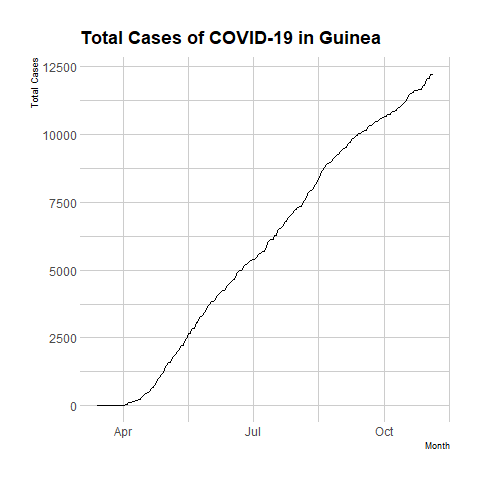 Total Cases of COVID-19 in Guinea
Total Cases
12500
10000
7500
5000
2500
0
Apr Jul Oct
Month